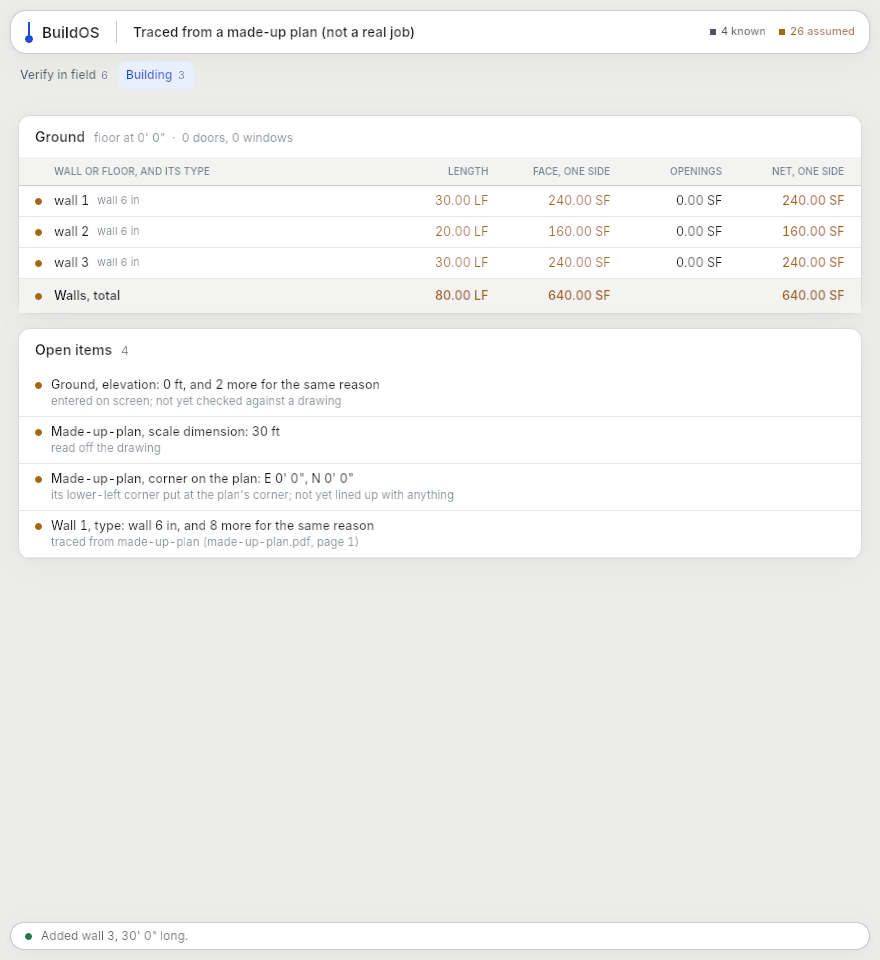 BuildOS Traced from a made-up plan (not a real job) 4 known 26 assumed
Verify in field 6 Building 3
Ground floor at 0' 0" · 0 doors, 0 windows
WALL OR FLOOR, AND ITS TYPE LENGTH FACE, ONE SIDE OPENINGS NET, ONE SIDE
wall 1 wall 6 in 30.00 LF 240.00 SF 0.00 SF 240.00 SF
wall 2 wall 6 in 20.00 LF 160.00 SF 0.00 SF 160.00 SF
wall 3 wall 6 in 30.00 LF 240.00 SF 0.00 SF 240.00 SF
Walls, total 80.00 LF 640.00 SF 640.00 SF
Open items 4
Ground, elevation: 0 ft, and 2 more for the same reason
entered on screen; not yet checked against a drawing
Made-up-plan, scale dimension: 30 ft
read off the drawing
Made-up-plan, corner on the plan: E 0' 0", N 0' 0"
its lower-left corner put at the plan's corner; not yet lined up with anything
Wall 1, type: wall 6 in, and 8 more for the same reason
traced from made-up-plan (made-up-plan.pdf, page 1)
Added wall 3, 30' 0" long.